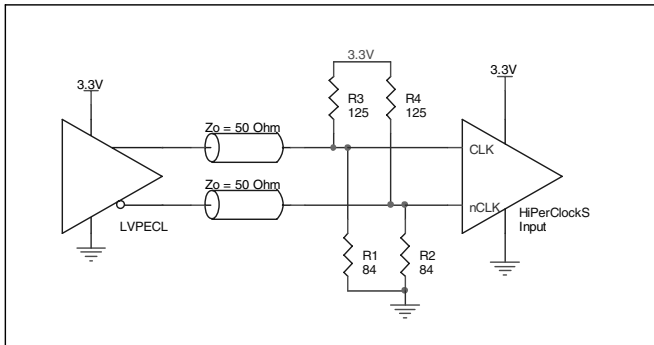 3.3V
3.3V
3.3V
R3
125
R4
125
Zo = 50 Ohm
CLK
Zo = 50 Ohm
nCLK
HiPerClockS
Input
LVPECL
R1
84
R2
84